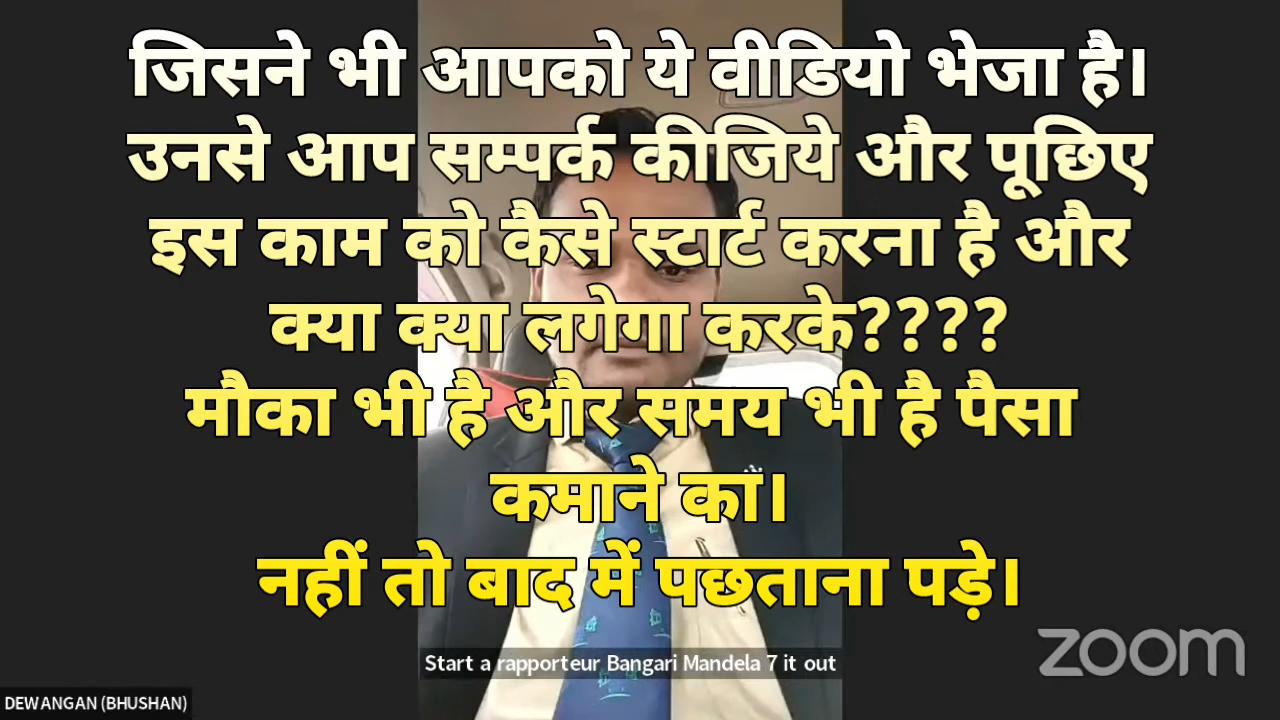 जिसने भी आपको ये वीडियो भेजा है।
उनसे आप सम्पर्क कीजिये और पूछिए
इस काम को कैसे स्टार्ट करना है और
क्या क्या लगेगा करके????
मौका भी है और समय भी है पैसा
कमाने का।
नहीं तो बाद में पछताना पड़े।
Start a rapporteur Bangari Mandela 7 it out
zoom
DEWANGAN (BHUSHAN)